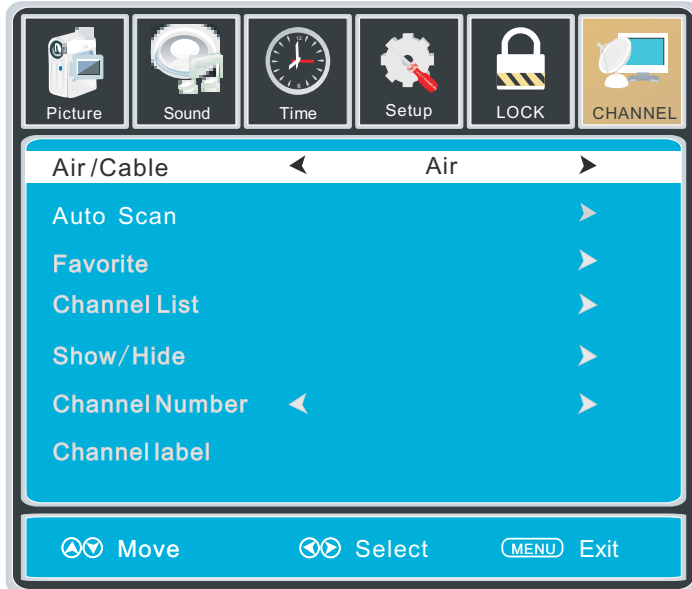 Picture Sound Time Setup LOCK CHANNEL
Air/Cable Air
Auto Scan
Favorite
Channel List
Show/Hide
Channel Number
Channel label
Move Select MENU Exit